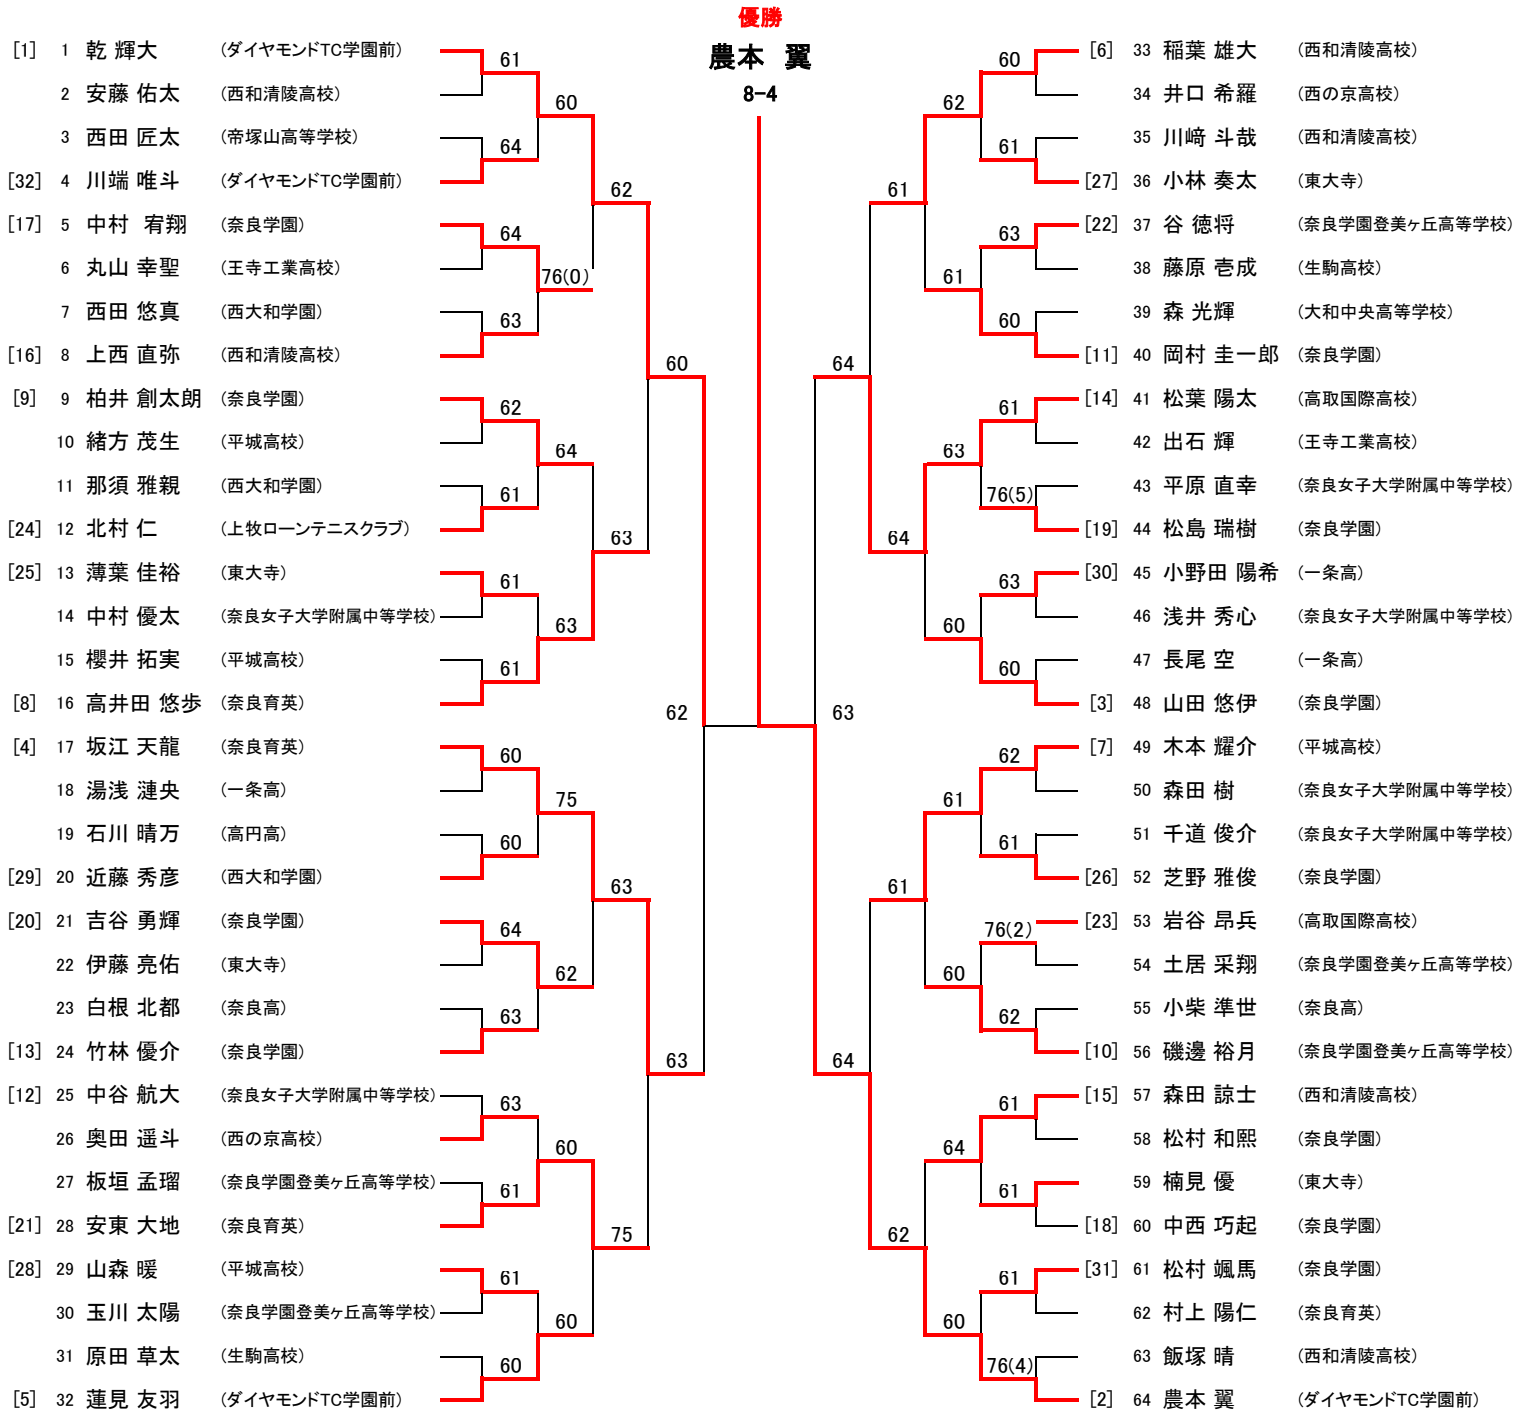 優勝
農本 翼
8-4
[1] 1 乾 輝大 (ダイヤモンドTC学園前)
2 安藤 佑太 (西和清陵高校)
3 西田 匠太 (帝塚山高等学校)
[32] 4 川端 唯斗 (ダイヤモンドTC学園前)
[17] 5 中村 宥翔 (奈良学園)
6 丸山 幸聖 (王寺工業高校)
7 西田 悠真 (西大和学園)
[16] 8 上西 直弥 (西和清陵高校)
[9] 9 柏井 創太朗 (奈良学園)
10 緒方 茂生 (平城高校)
11 那須 雅親 (西大和学園)
[24] 12 北村 仁 (上牧ローンテニスクラブ)
[25] 13 薄葉 佳裕 (東大寺)
14 中村 優太 (奈良女子大学附属中等学校)
15 櫻井 拓実 (平城高校)
[8] 16 高井田 悠歩 (奈良育英)
[4] 17 坂江 天龍 (奈良育英)
18 湯浅 漣央 (一条高)
19 石川 晴万 (高円高)
[29] 20 近藤 秀彦 (西大和学園)
[20] 21 吉谷 勇輝 (奈良学園)
22 伊藤 亮佑 (東大寺)
23 白根 北都 (奈良高)
[13] 24 竹林 優介 (奈良学園)
[12] 25 中谷 航大 (奈良女子大学附属中等学校)
26 奥田 遥斗 (西の京高校)
27 板垣 孟瑠 (奈良学園登美ヶ丘高等学校)
[21] 28 安東 大地 (奈良育英)
[28] 29 山森 暖 (平城高校)
30 玉川 太陽 (奈良学園登美ヶ丘高等学校)
31 原田 草太 (生駒高校)
[5] 32 蓮見 友羽 (ダイヤモンドTC学園前)
61
64
64
63
62
61
61
61
60
60
64
63
63
61
61
60
60
76(0)
64
63
75
62
60
60
62
63
63
75
60
63
62
63
64
64
61
64
61
62
62
61
63
60
61
60
61
64
60
60
61
63
60
61
76(5)
63
60
62
61
76(2)
62
61
61
61
76(4)
[6] 33 稲葉 雄大 (西和清陵高校)
34 井口 希羅 (西の京高校)
35 川﨑 斗哉 (西和清陵高校)
[27] 36 小林 奏太 (東大寺)
[22] 37 谷 徳将 (奈良学園登美ヶ丘高等学校)
38 藤原 壱成 (生駒高校)
39 森 光輝 (大和中央高等学校)
[11] 40 岡村 圭一郎 (奈良学園)
[14] 41 松葉 陽太 (高取国際高校)
42 出石 輝 (王寺工業高校)
43 平原 直幸 (奈良女子大学附属中等学校)
[19] 44 松島 瑞樹 (奈良学園)
[30] 45 小野田 陽希 (一条高)
46 浅井 秀心 (奈良女子大学附属中等学校)
47 長尾 空 (一条高)
[3] 48 山田 悠伊 (奈良学園)
[7] 49 木本 耀介 (平城高校)
50 森田 樹 (奈良女子大学附属中等学校)
51 千道 俊介 (奈良女子大学附属中等学校)
[26] 52 芝野 雅俊 (奈良学園)
[23] 53 岩谷 昂兵 (高取国際高校)
54 土居 采翔 (奈良学園登美ヶ丘高等学校)
55 小柴 準世 (奈良高)
[10] 56 磯邊 裕月 (奈良学園登美ヶ丘高等学校)
[15] 57 森田 諒士 (西和清陵高校)
58 松村 和熙 (奈良学園)
59 楠見 優 (東大寺)
[18] 60 中西 巧起 (奈良学園)
[31] 61 松村 颯馬 (奈良学園)
62 村上 陽仁 (奈良育英)
63 飯塚 晴 (西和清陵高校)
[2] 64 農本 翼 (ダイヤモンドTC学園前)